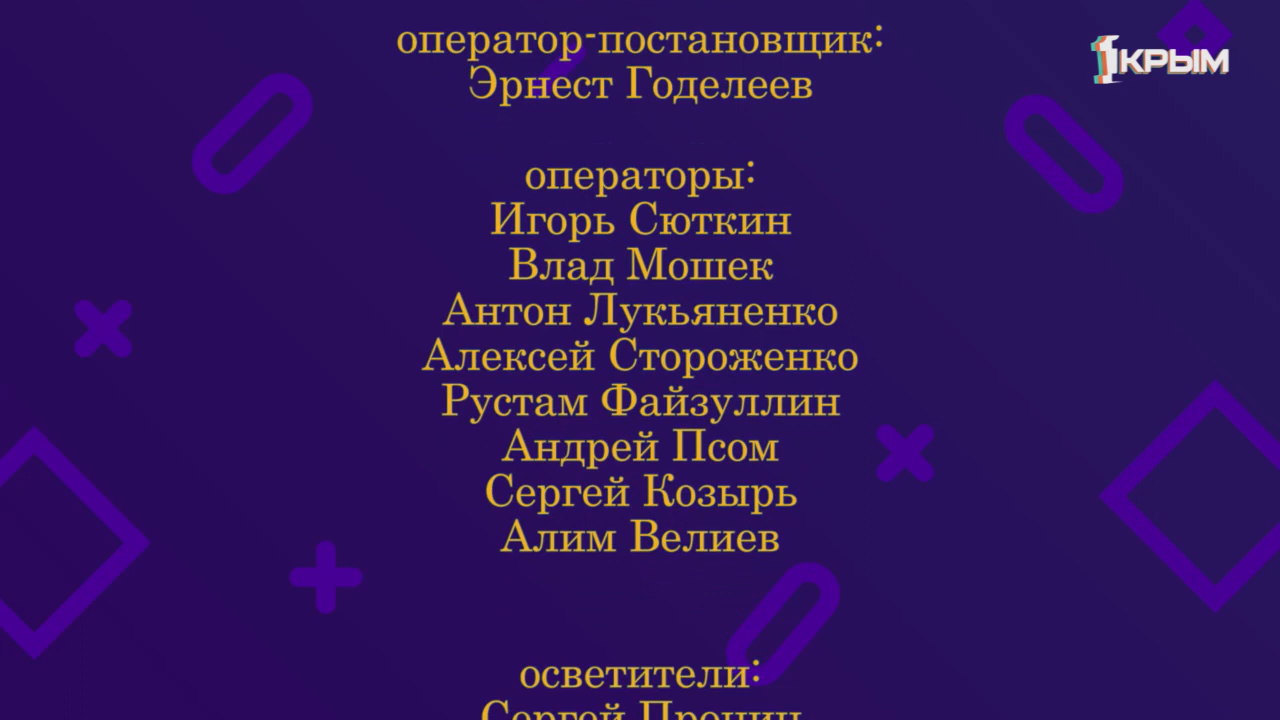 оператор-постановщик:
Эрнест Годелеев
1КРЫМ
операторы:
Игорь Сюткин
Влад Мошек
Антон Лукьяненко
Алексей Стороженко
Рустам Файзуллин
Андрей Псом
Сергей Козырь
Алим Велиев
осветители:
Сергей